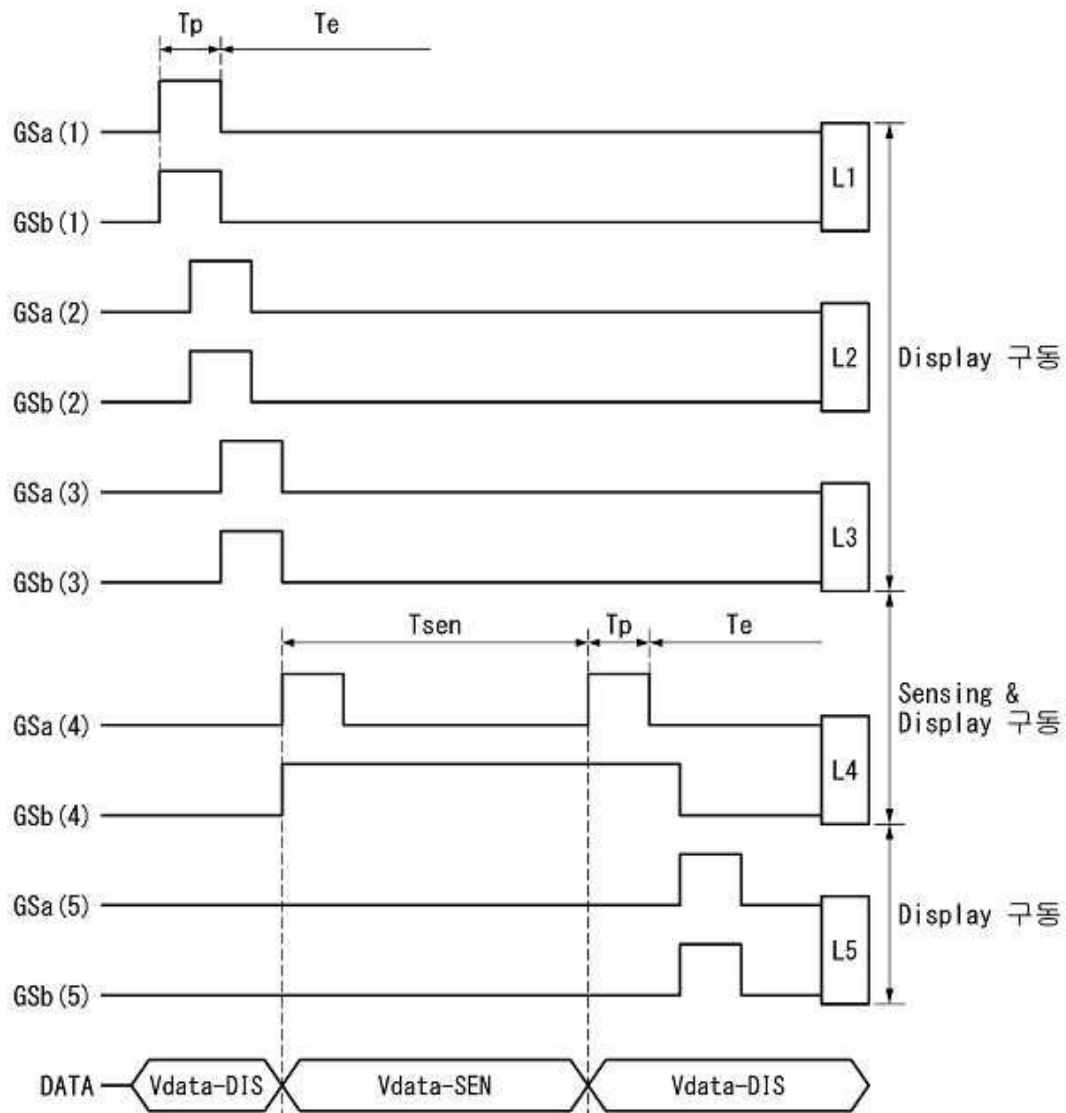 Tp Te
GSa(1)
L1
GSb(1)
GSa(2)
L2
Display 구동
GSb(2)
GSa(3)
L3
GSb(3)
Tsen Tp Te
Sensing &
Display 구동
GSa(4)
L4
GSb(4)
GSa(5)
Display 구동
L5
GSb(5)
DATA Vdata-DIS Vdata-SEN Vdata-DIS